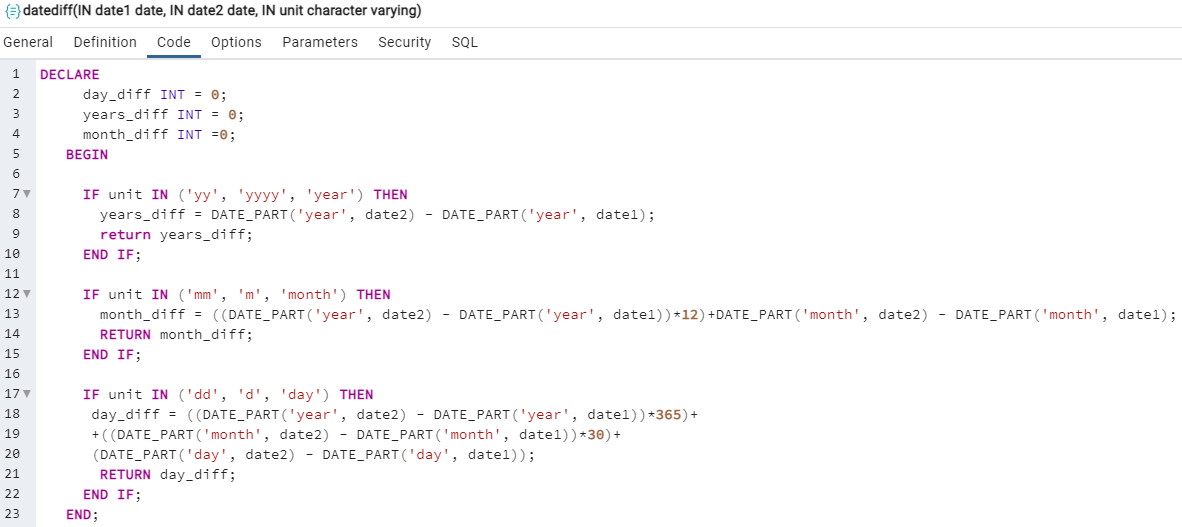 datediff(IN date1 date, IN date2 date, IN unit character varying)
General Definition Code Options Parameters Security SQL
1 DECLARE
2 day_diff INT = 0;
3 years_diff INT = 0;
4 month_diff INT =0;
5 BEGIN
6
7 IF unit IN ('yy', 'yyyy', 'year') THEN
8 years_diff = DATE_PART('year', date2) - DATE_PART('year', date1);
9 return years_diff;
10 END IF;
11
12 IF unit IN ('mm', 'm', 'month') THEN
13 month_diff = ((DATE_PART('year', date2) - DATE_PART('year', date1))*12)+DATE_PART('month', date2) - DATE_PART('month', date1);
14 RETURN month_diff;
15 END IF;
16
17 IF unit IN ('dd', 'd', 'day') THEN
18 day_diff = ((DATE_PART('year', date2) - DATE_PART('year', date1))*365)+
19 +((DATE_PART('month', date2) - DATE_PART('month', date1))*30)+
20 (DATE_PART('day', date2) - DATE_PART('day', date1));
21 RETURN day_diff;
22 END IF;
23 END;